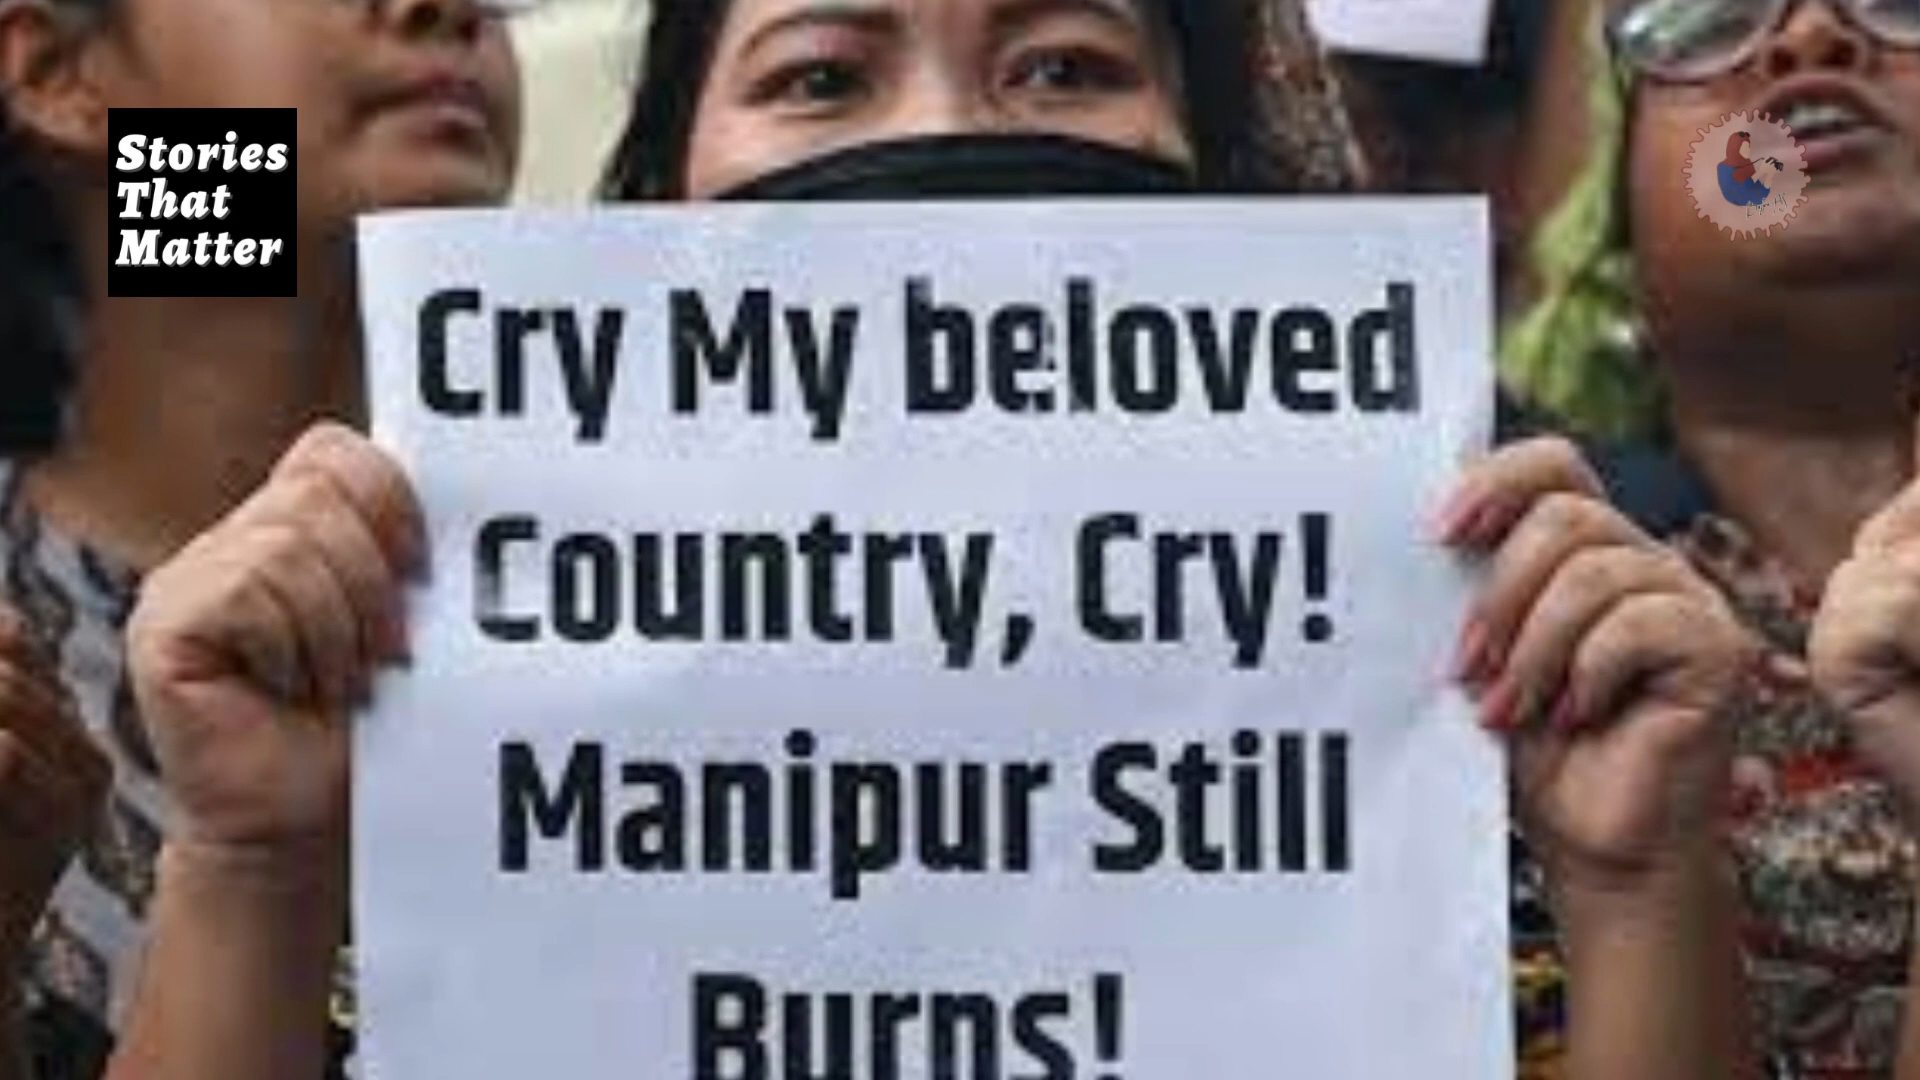 Stories
That
Matter
Cry My beloved
Country, Cry!
Manipur Still
Burns!